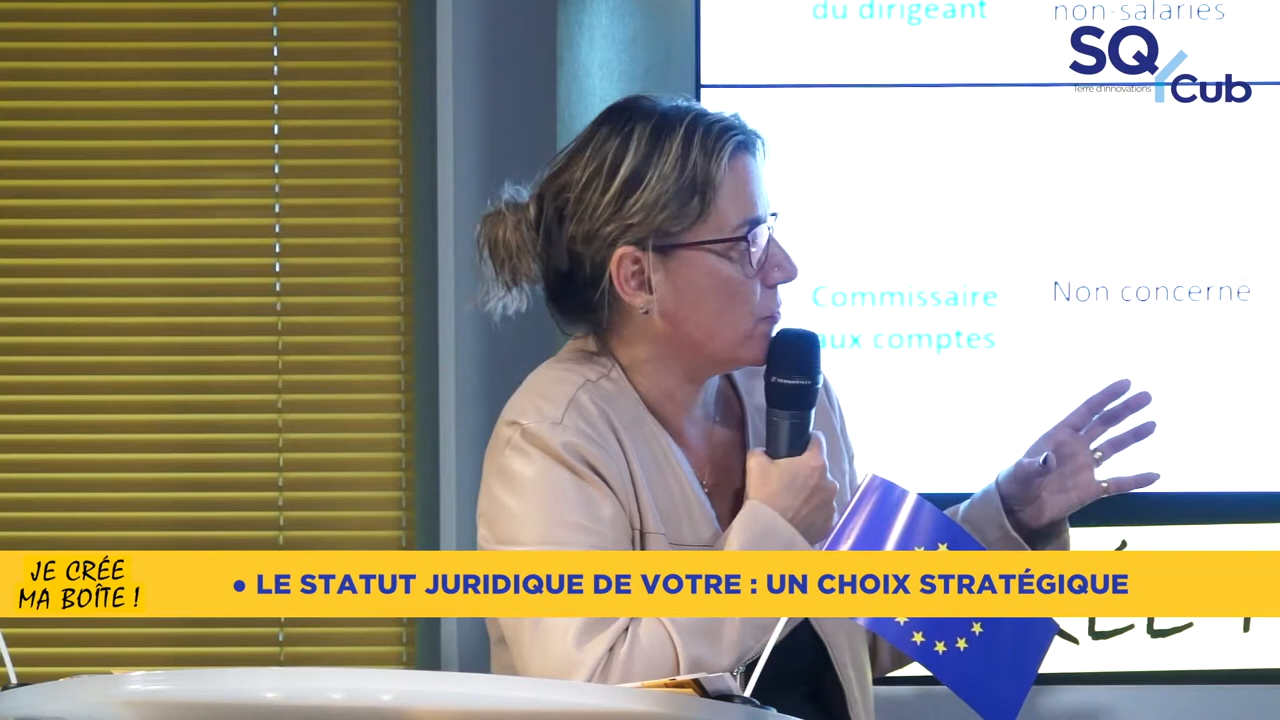 du dirigeant non-salariés
SQY Cub
Terre d'innovations
Commissaire Non concerné
aux comptes
JE CRÉE
MA BOÎTE !
• LE STATUT JURIDIQUE DE VOTRE : UN CHOIX STRATÉGIQUE